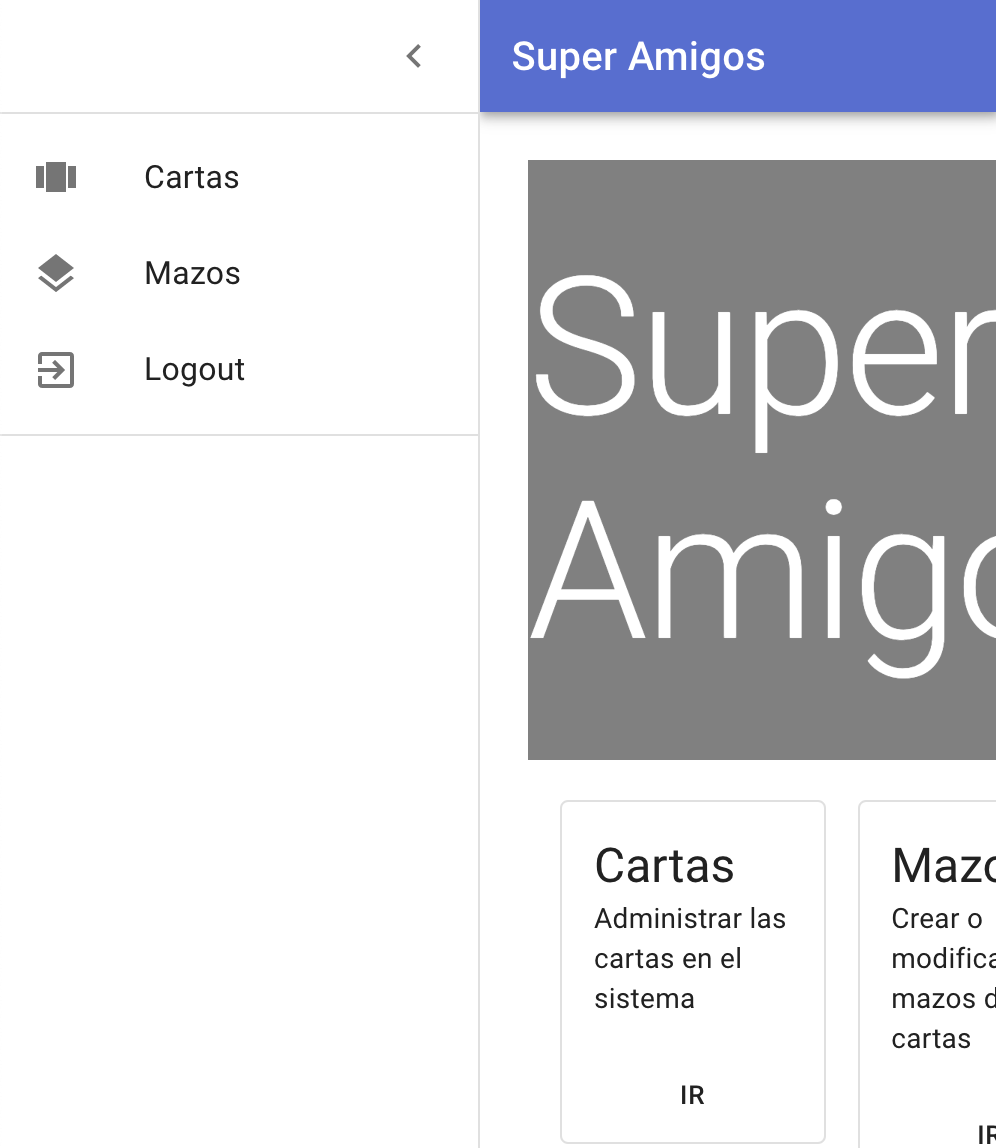 Super Amigos
Cartas
Mazos
Logout
Super
Amigo
Cartas
Administrar las
cartas en el
sistema
IR
Mazo
Crear o
modifica
mazos d
cartas
IR